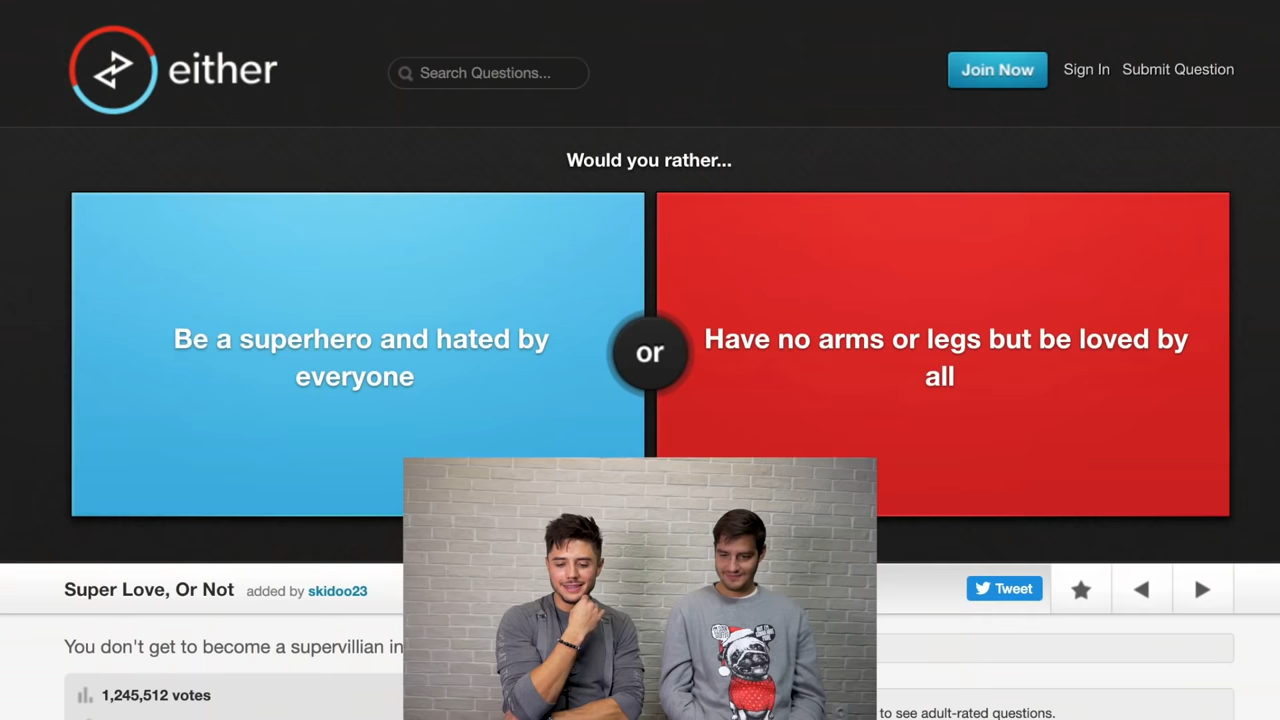 either
Search Questions...
Join Now
Sign In
Submit Question
Would you rather...
Be a superhero and hated by
everyone
or
Have no arms or legs but be loved by
all
Super Love, Or Not added by skidoo23
Tweet
You don't get to become a supervillian in
1,245,512 votes
to see adult-rated questions.